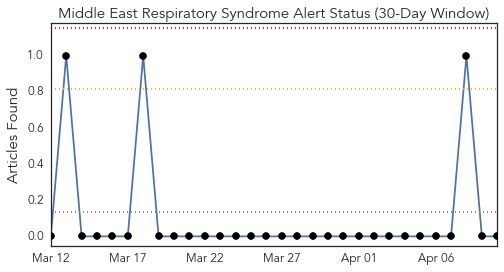 Middle East Respiratory Syndrome Alert Status (30-Day Window)
Articles Found
1.0
0.8
0.6
0.4
0.2
0.0
Mar 12 Mar 17 Mar 22 Mar 27 Apr 01 Apr 06